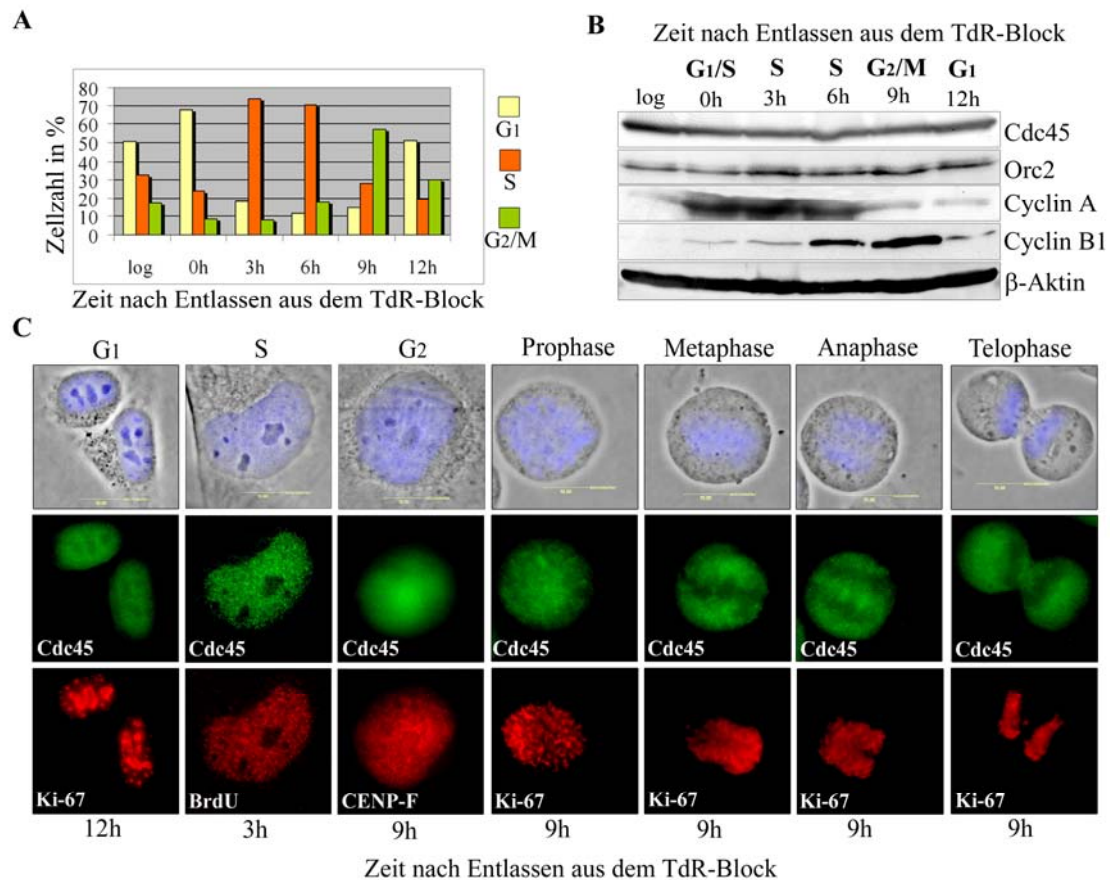 A
80
70
60
50
40
30
20
10
0
Zellzahl in %
log 0h 3h 6h 9h 12h
Zeit nach Entlassen aus dem TdR-Block
G1
S
G2/M
B
Zeit nach Entlassen aus dem TdR-Block
G1/S S S G2/M G1
log 0h 3h 6h 9h 12h
Cdc45
Orc2
Cyclin A
Cyclin B1
β-Aktin
C
G1 S G2 Prophase Metaphase Anaphase Telophase
Cdc45 Cdc45 Cdc45 Cdc45 Cdc45 Cdc45 Cdc45
Ki-67 BrdU CENP-F Ki-67 Ki-67 Ki-67 Ki-67
12h 3h 9h 9h 9h 9h 9h
Zeit nach Entlassen aus dem TdR-Block